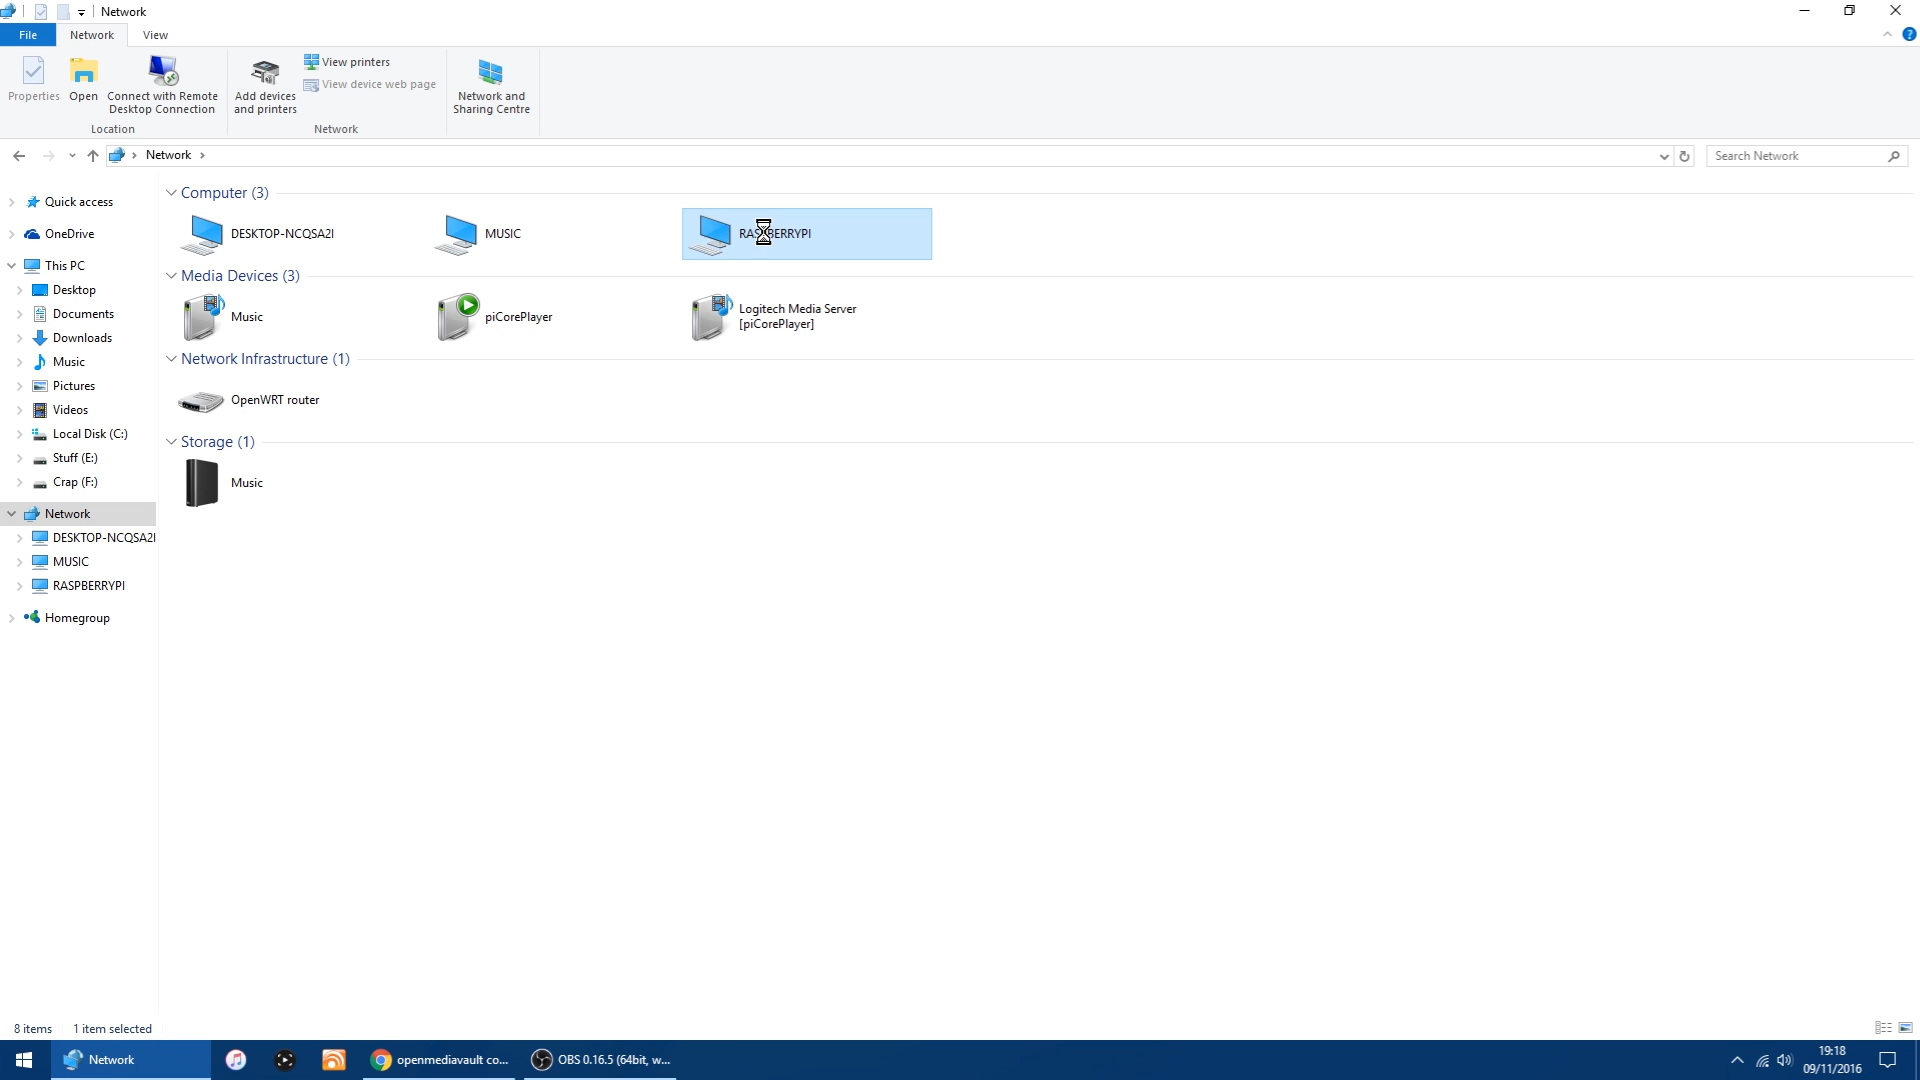 Network
File Network View
Properties Open Connect with Remote Desktop Connection
Location
Add devices and printers
View printers
View device web page
Network
Network and Sharing Centre
Network
Search Network
Quick access
OneDrive
This PC
Desktop
Documents
Downloads
Music
Pictures
Videos
Local Disk (C:)
Stuff (E:)
Crap (F:)
Network
DESKTOP-NCQSA2I
MUSIC
RASPBERRYPI
Homegroup
Computer (3)
DESKTOP-NCQSA2I
MUSIC
RASPBERRYPI
Media Devices (3)
Music
piCorePlayer
Logitech Media Server
[piCorePlayer]
Network Infrastructure (1)
OpenWRT router
Storage (1)
Music
8 items 1 item selected
Network
openmediavault co...
OBS 0.16.5 (64bit, w...
19:18
09/11/2016